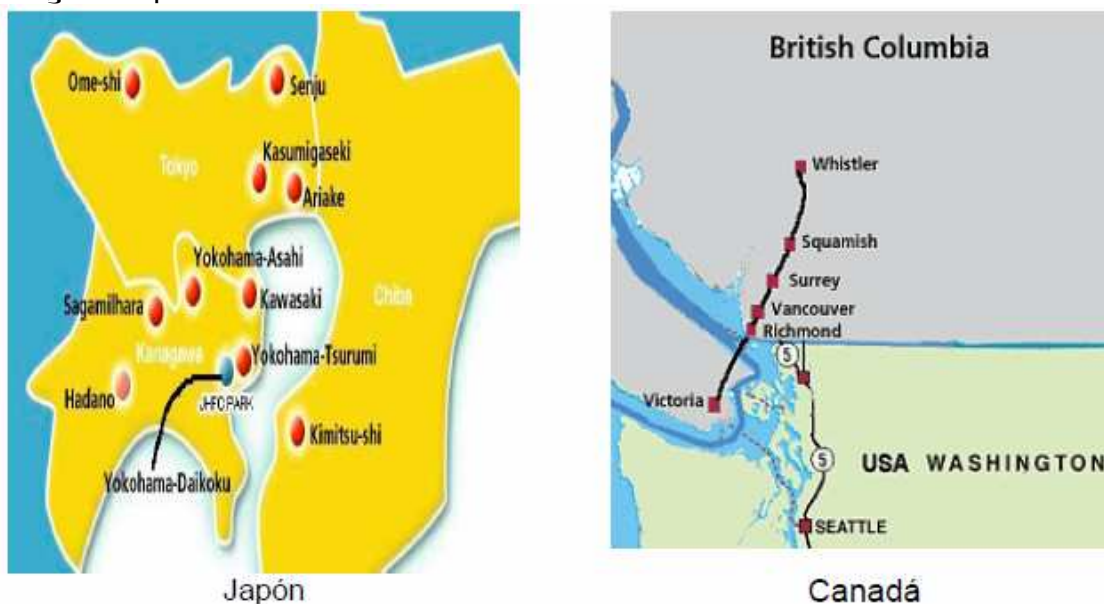 Ome-shi
Senju
Tokyo
Kasumigaseki
Ariake
Yokohama-Asahi
Sagamilhara
Kawasaki
Chiba
Kanagawa
Yokohama-Tsurumi
Hadano
JHFC PARK
Kimitsu-shi
Yokohama-Daikoku
Japón
British Columbia
Whistler
Squamish
Surrey
Vancouver
Richmond
5
Victoria
5
USA WASHINGTON
SEATTLE
Canadá